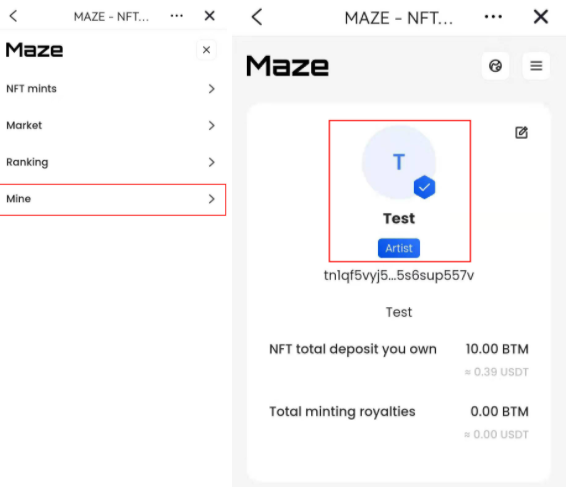 MAZE - NFT...
Maze
NFT mints
Market
Ranking
Mine
MAZE - NFT...
Maze
T
Test
Artist
tn1qf5vyj5...5s6sup557v
Test
NFT total deposit you own 10.00 BTM
≈ 0.39 USDT
Total minting royalties 0.00 BTM
≈ 0.00 USDT